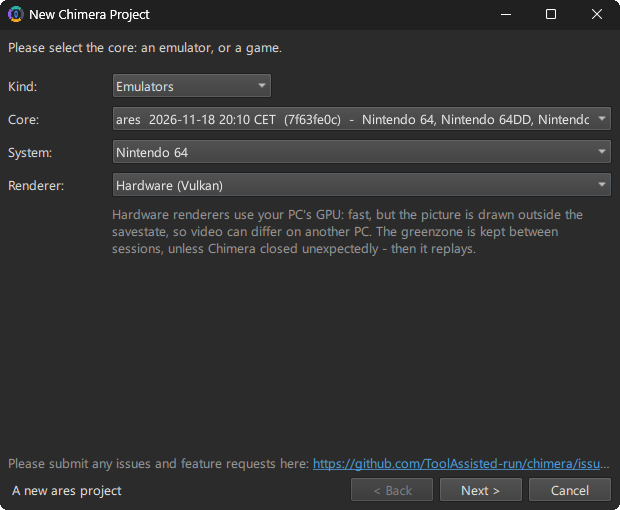 New Chimera Project
Please select the core: an emulator, or a game.
Kind: Emulators
Core: ares 2026-11-18 20:10 CET (7f63fe0c) - Nintendo 64, Nintendo 64DD, Nintendo
System: Nintendo 64
Renderer: Hardware (Vulkan)
Hardware renderers use your PC's GPU: fast, but the picture is drawn outside the
savestate, so video can differ on another PC. The greenzone is kept between
sessions, unless Chimera closed unexpectedly - then it replays.
Please submit any issues and feature requests here: https://github.com/ToolAssisted-run/chimera/issu...
A new ares project
< Back Next > Cancel